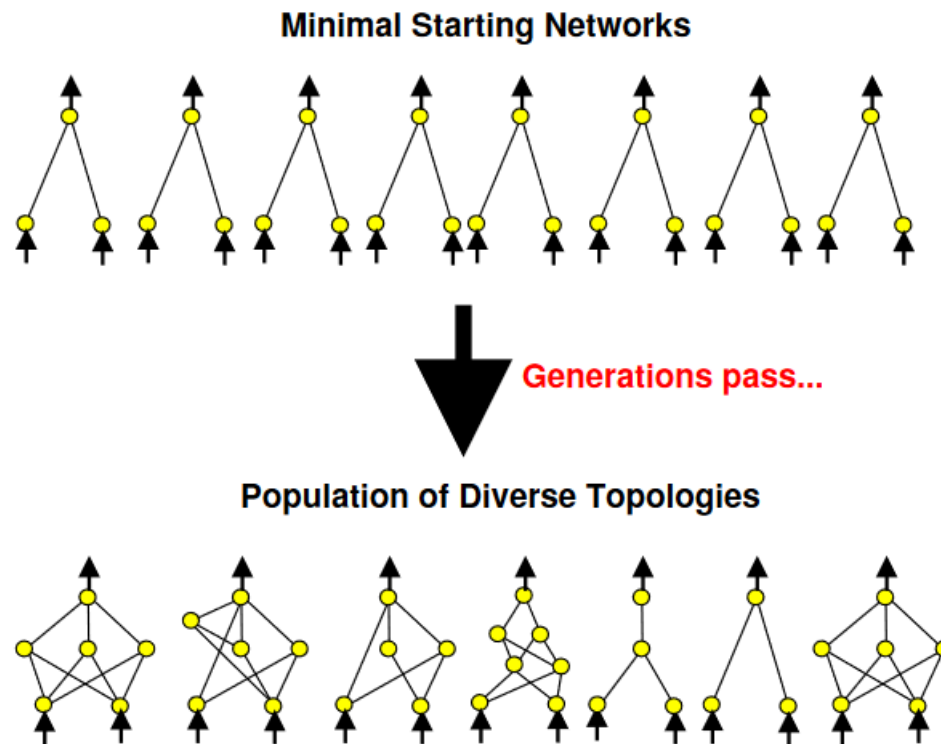 Minimal Starting Networks
Generations pass...
Population of Diverse Topologies